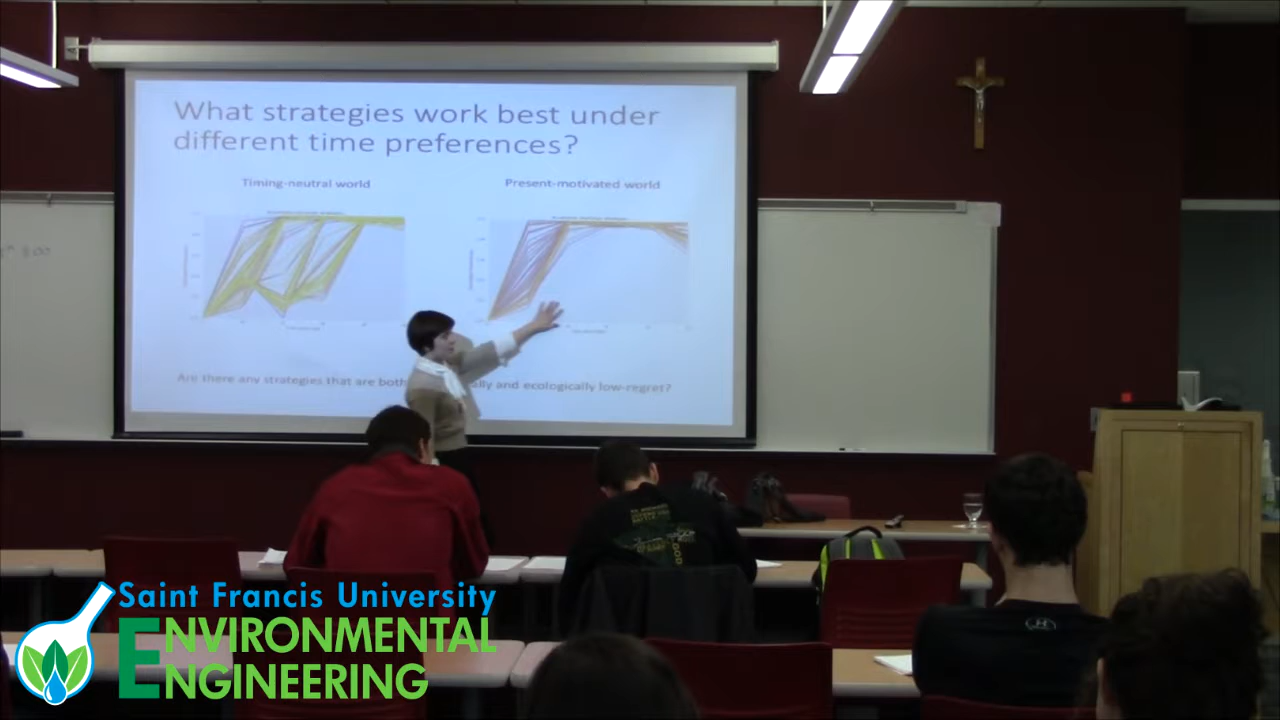 What strategies work best under
different time preferences?
Timing-neutral world
Present-motivated world
Are there any strategies that are both
ally and ecologically low-regret?
Saint Francis University
ENVIRONMENTAL
ENGINEERING